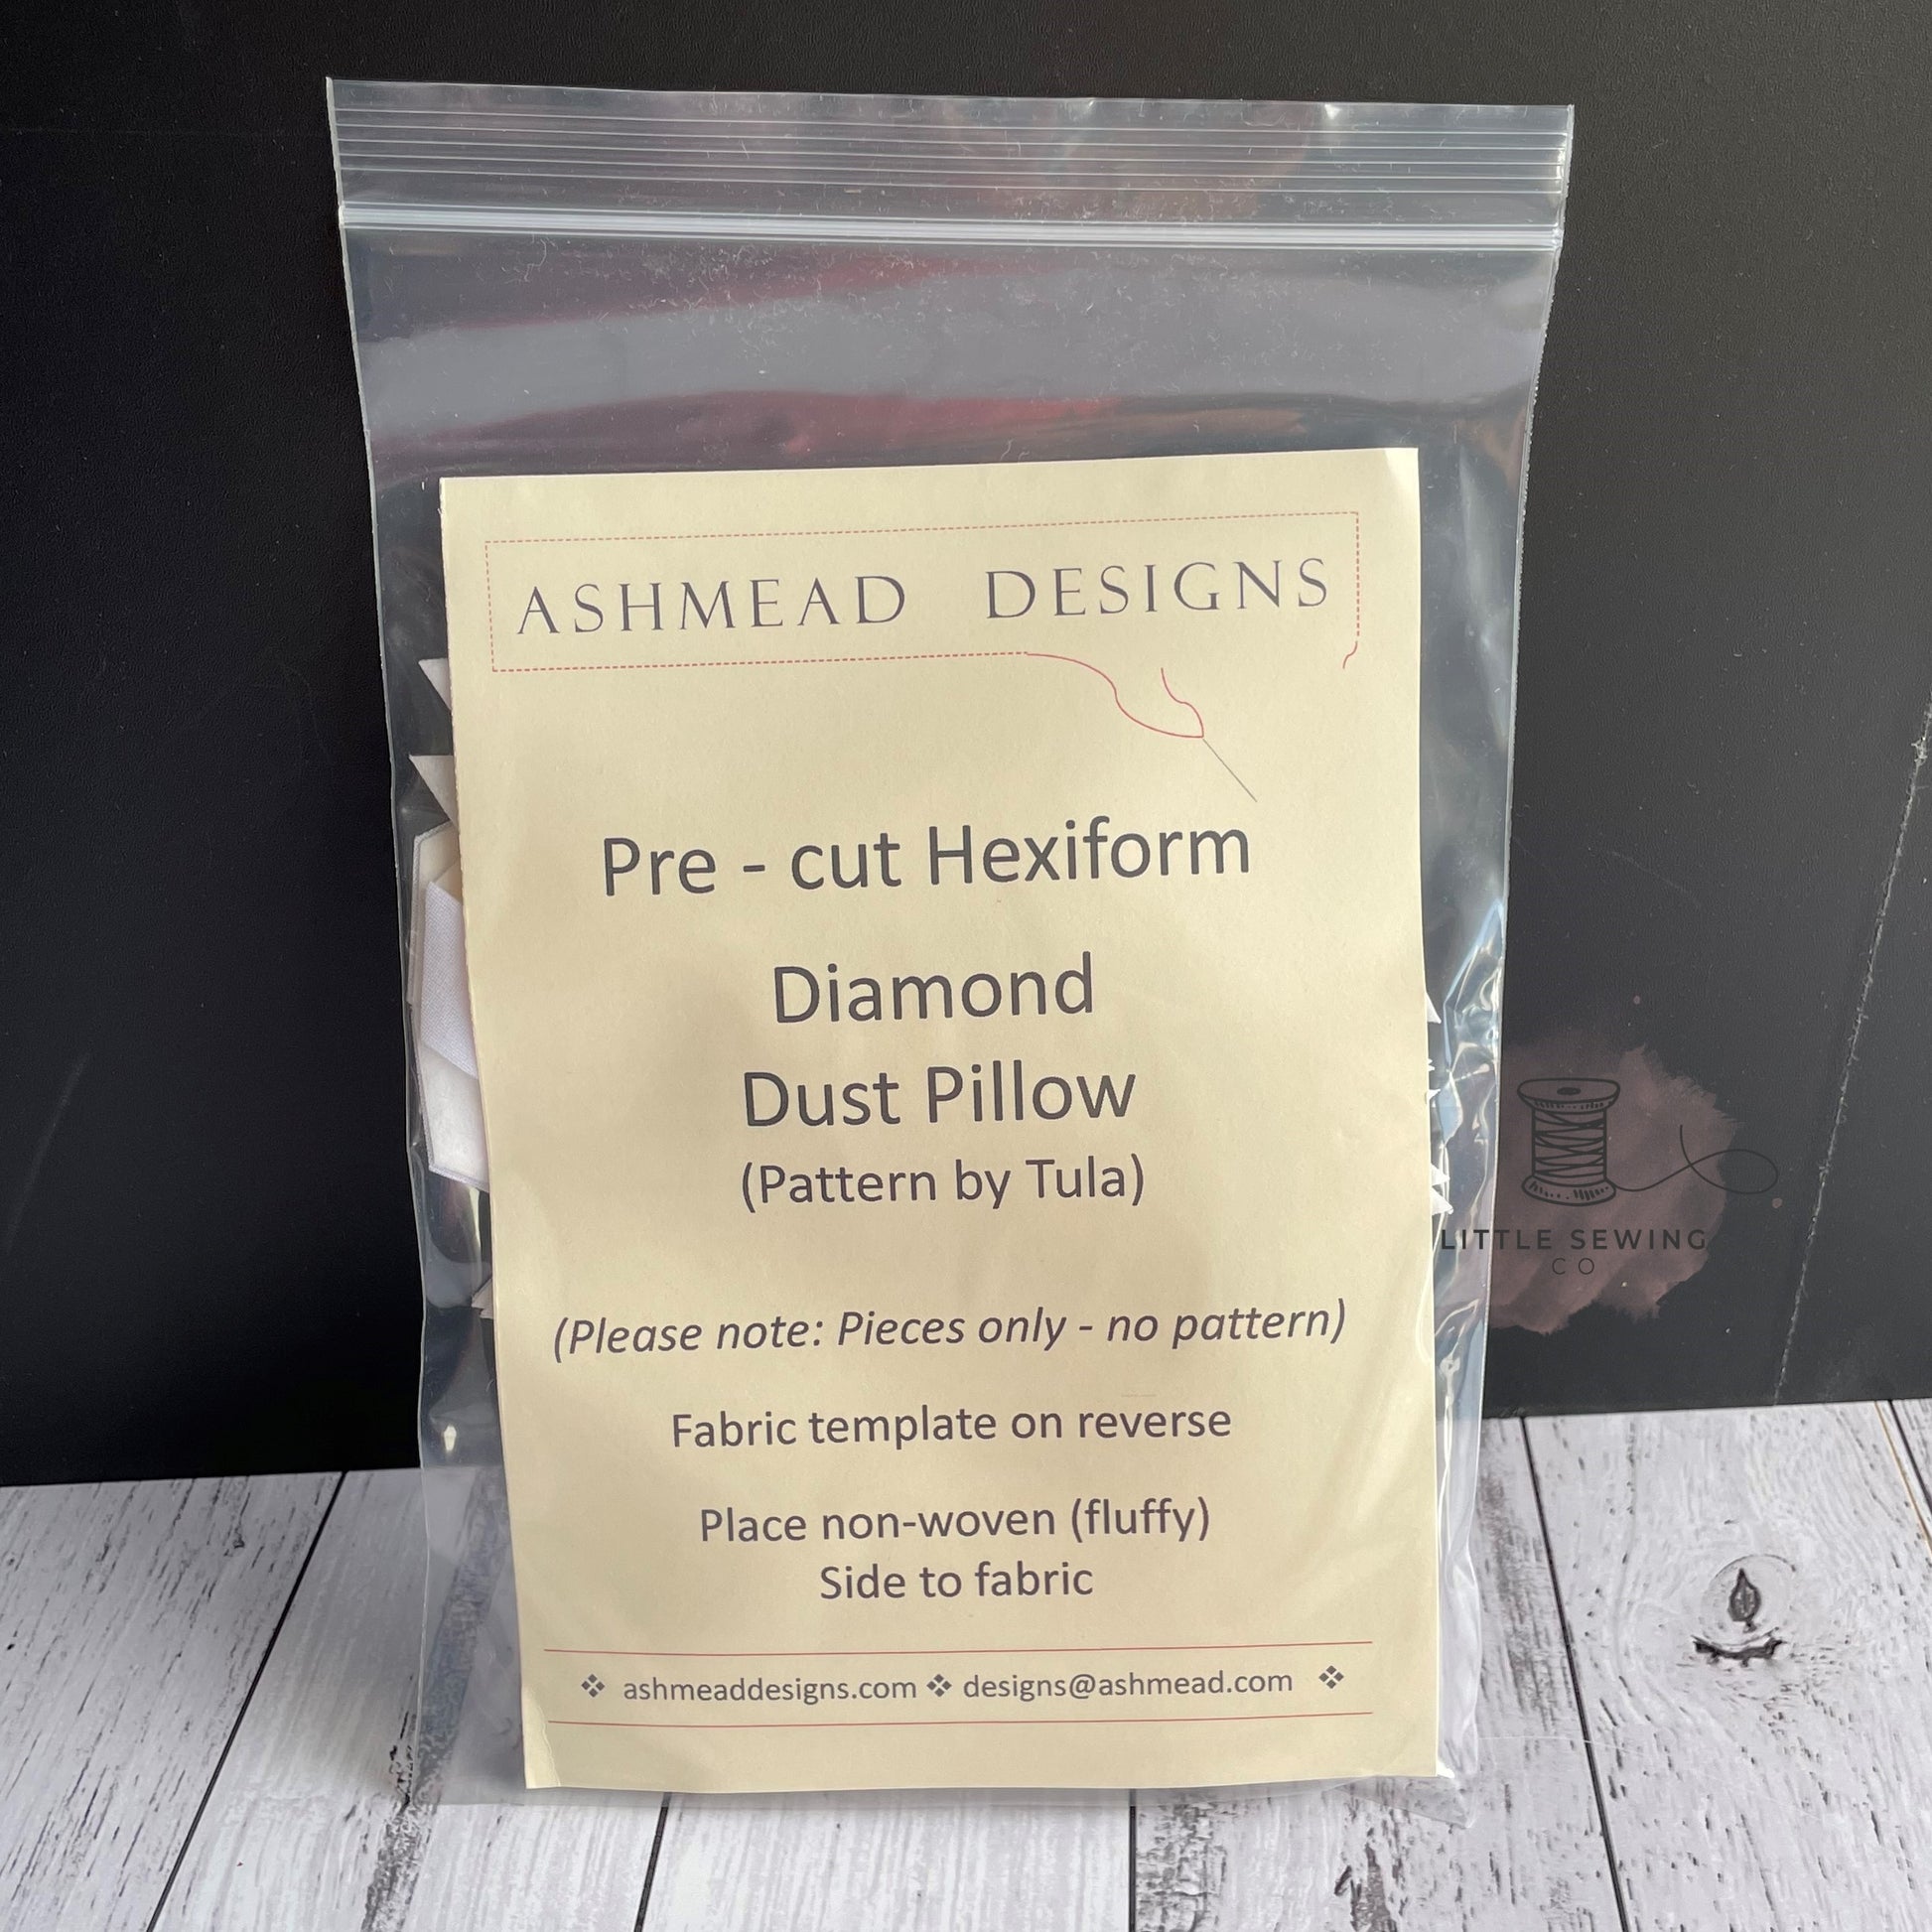 ASHMEAD DESIGNS
Pre - cut Hexiform
Diamond
Dust Pillow
(Pattern by Tula)
(Please note: Pieces only - no pattern)
Fabric template on reverse
Place non-woven (fluffy)
Side to fabric
❖ ashmeaddesigns.com ❖ designs@ashmead.com ❖
LITTLE SEWING
CO